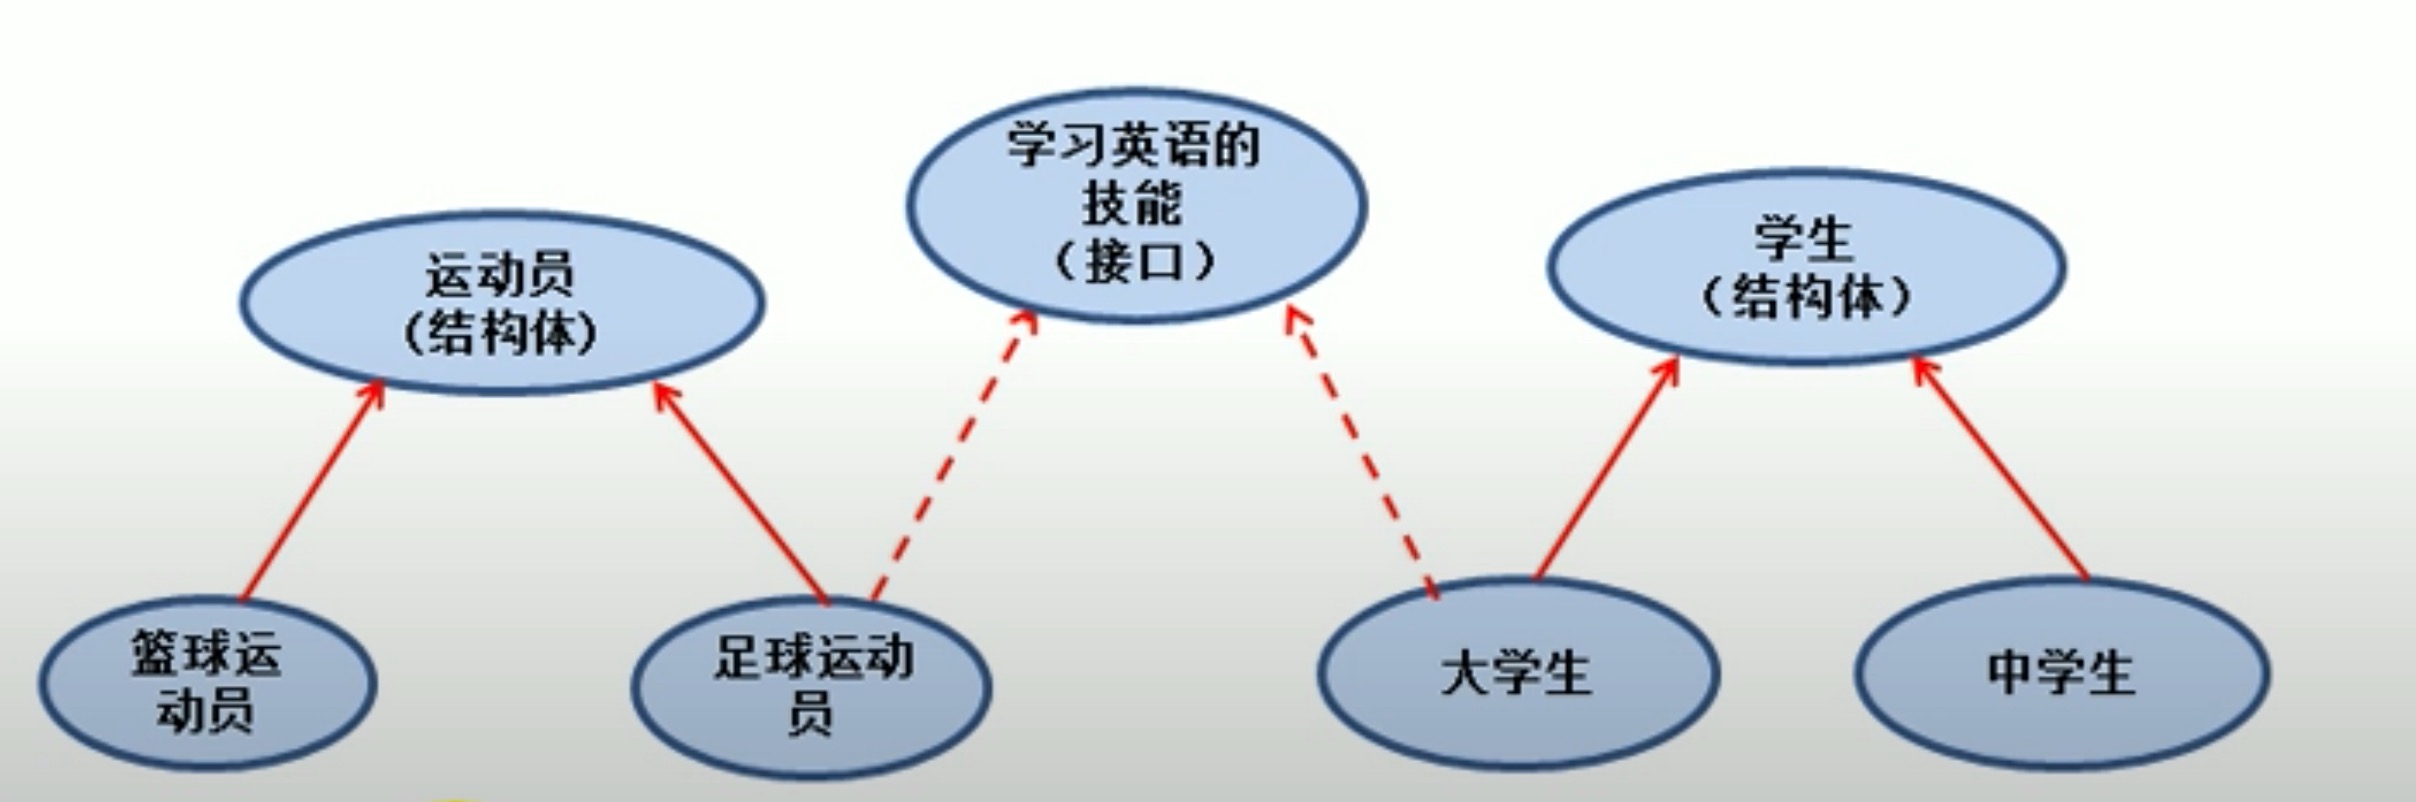 学习英语的
技能
（接口）
运动员
(结构体)
学生
（结构体）
篮球运
动员
足球运动
员
大学生
中学生